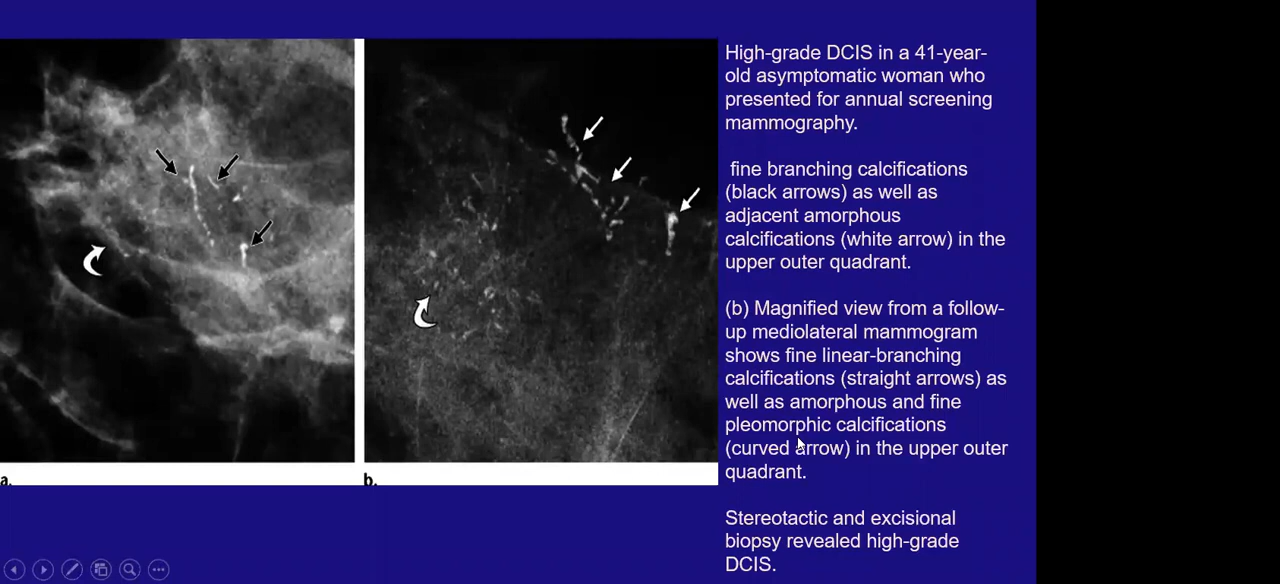 High-grade DCIS in a 41-year-
old asymptomatic woman who
presented for annual screening
mammography.
fine branching calcifications
(black arrows) as well as
adjacent amorphous
calcifications (white arrow) in the
upper outer quadrant.
(b) Magnified view from a follow-
up mediolateral mammogram
shows fine linear-branching
calcifications (straight arrows) as
well as amorphous and fine
pleomorphic calcifications
(curved arrow) in the upper outer
quadrant.
Stereotactic and excisional
biopsy revealed high-grade
DCIS.
a.
b.